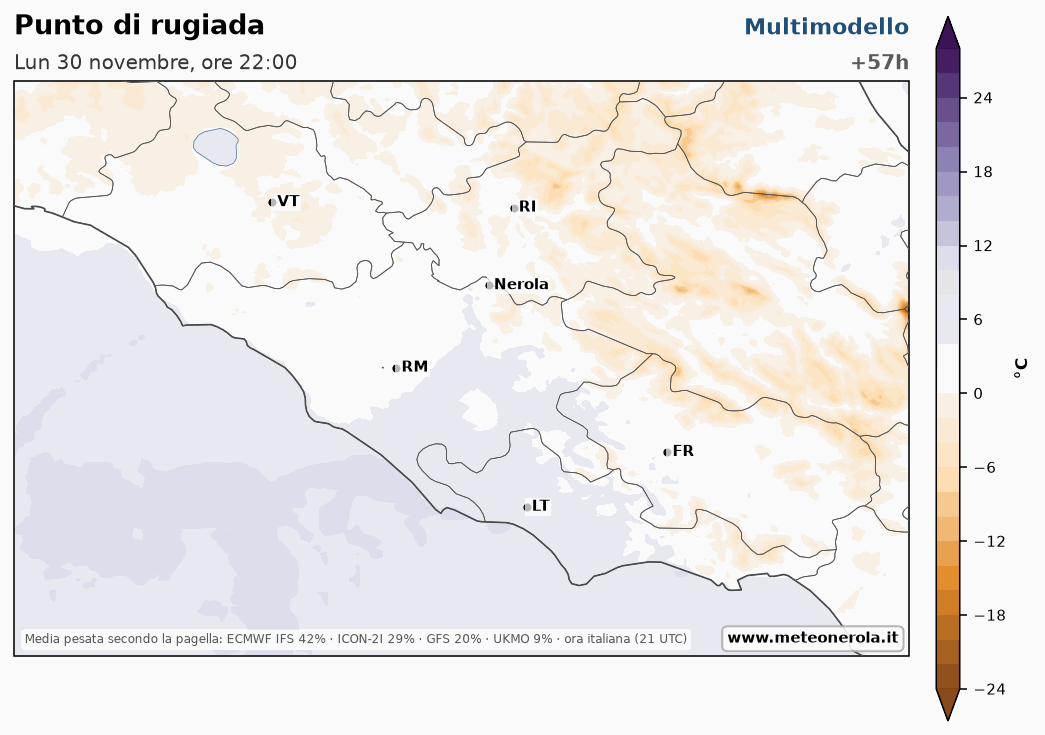 Punto di rugiada
Multimodello
Lun 30 novembre, ore 22:00
+57h
VT
RI
Nerola
RM
FR
LT
Media pesata secondo la pagella: ECMWF IFS 42% · ICON-2I 29% · GFS 20% · UKMO 9% · ora italiana (21 UTC)
www.meteonerola.it
24
18
12
6
0
−6
−12
−18
−24
°C